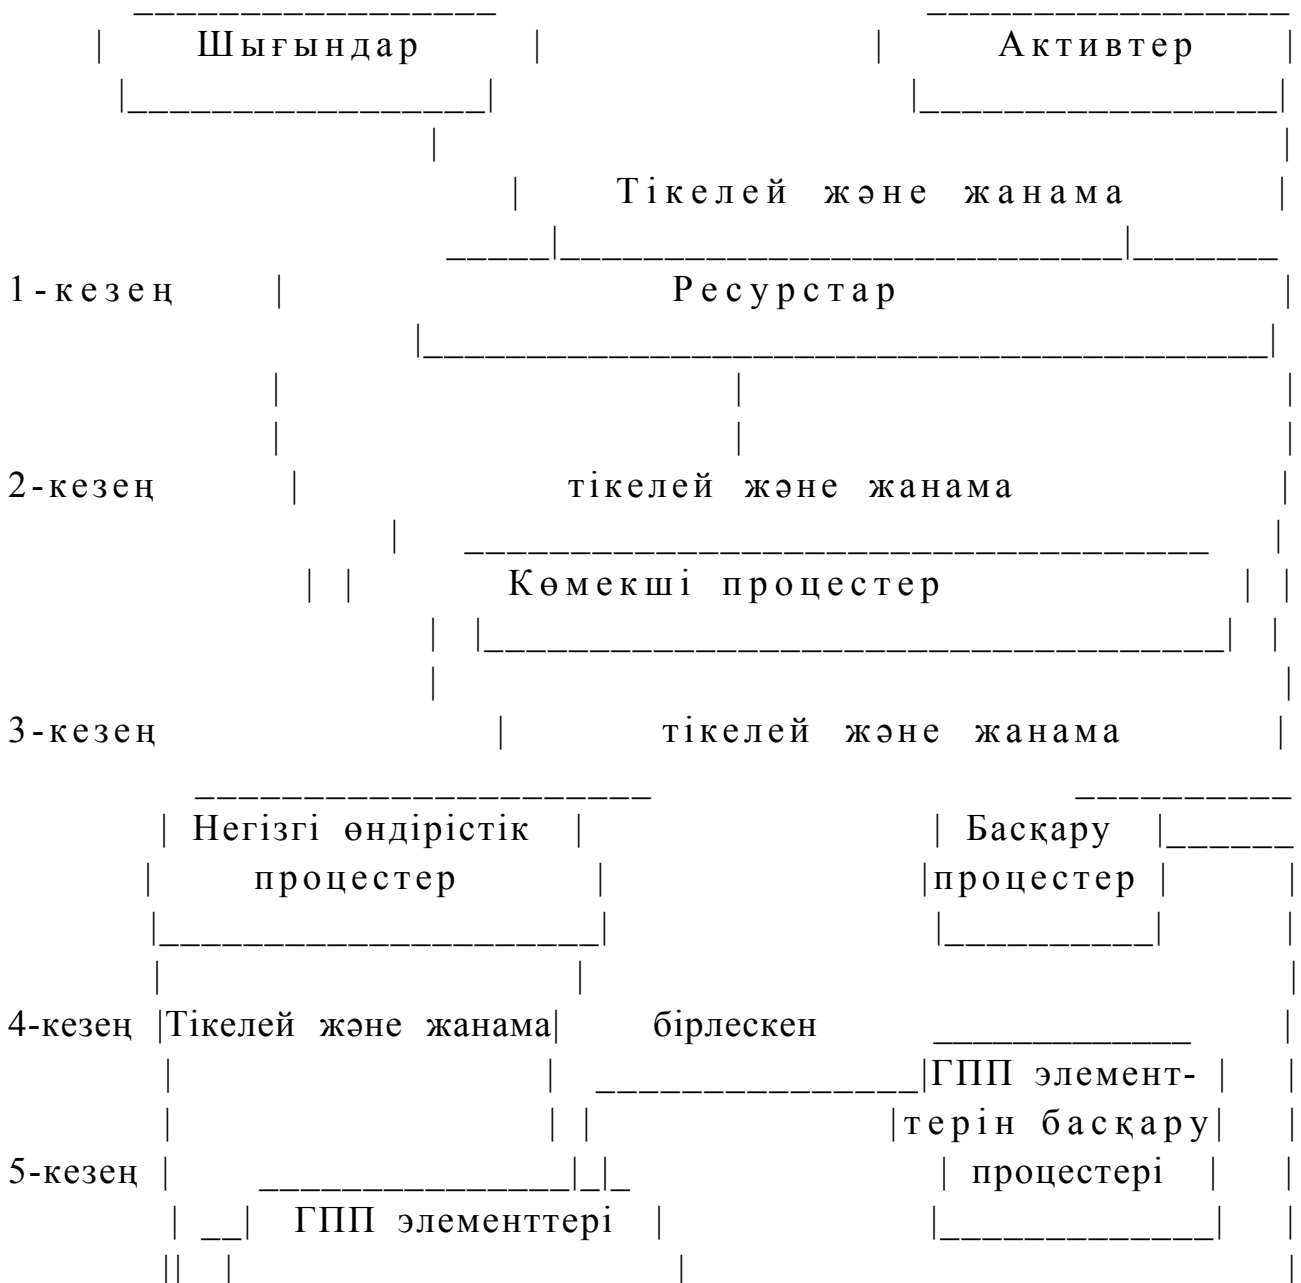 Шығындар Активтер
Тікелей және жанама
1-кезең Ресурстар
2-кезең тікелей және жанама
Көмекші процестер
3-кезең тікелей және жанама
Негізгі өндірістік Басқару
процестер процестер
4-кезең Тікелей және жанама бірлескен
ГПП элемент-
терін басқару
5-кезең процестері
ГПП элементтері